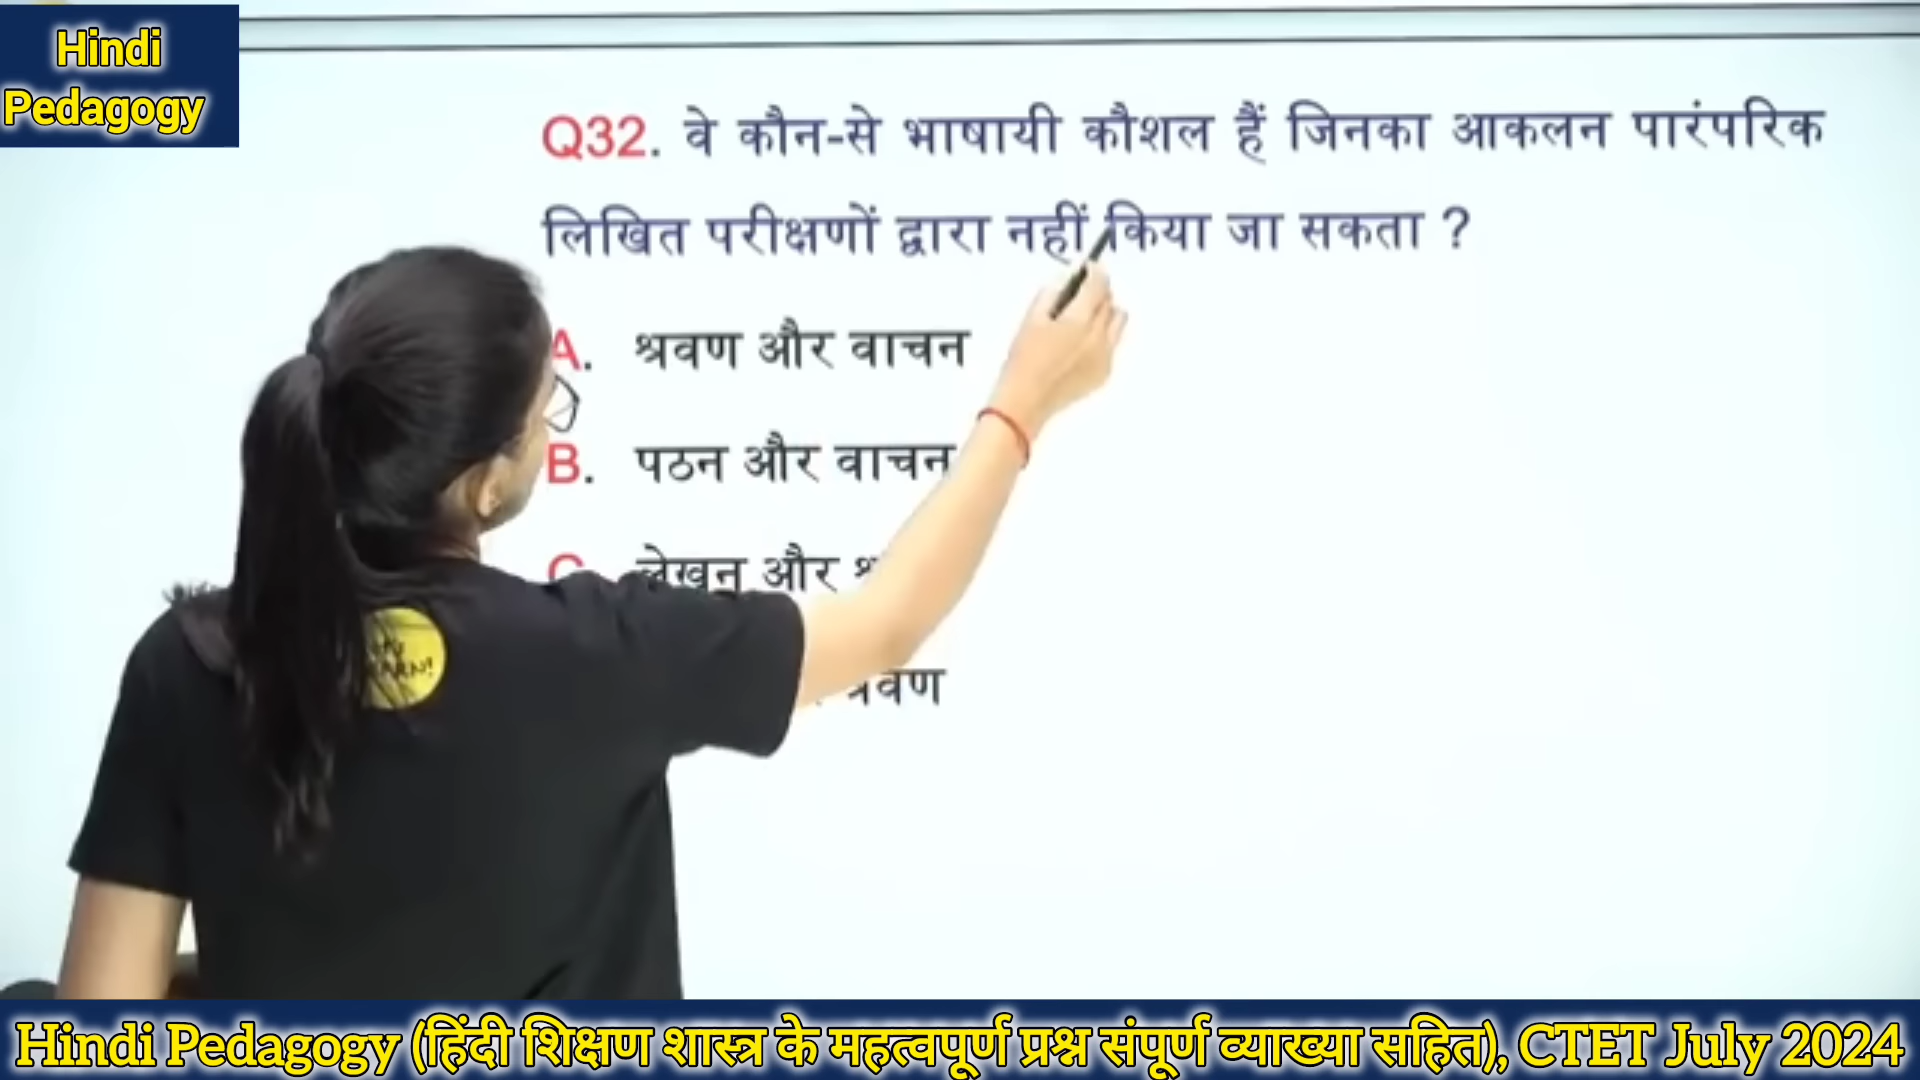 Hindi
Pedagogy
Q32. वे कौन-से भाषायी कौशल हैं जिनका आकलन पारंपरिक
लिखित परीक्षणों द्वारा नहीं किया जा सकता ?
A. श्रवण और वाचन
B. पठन और वाचन
लेखन और
Hindi Pedagogy (हिंदी शिक्षण शास्त्र के महत्वपूर्ण प्रश्न संपूर्ण व्याख्या सहित), CTET July 2024